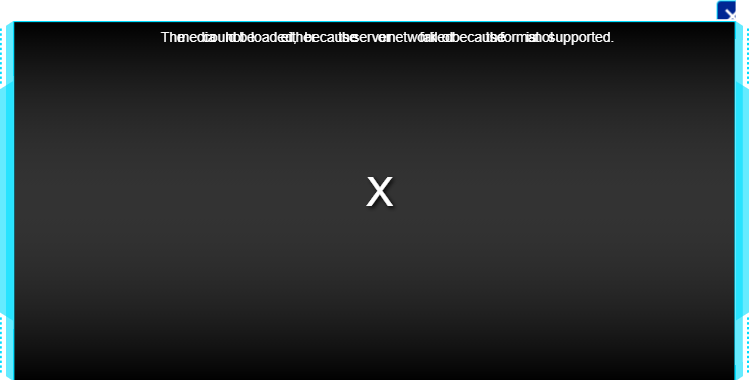 The media could not be loaded, either because the server or network failed or because the format is not supported.
X